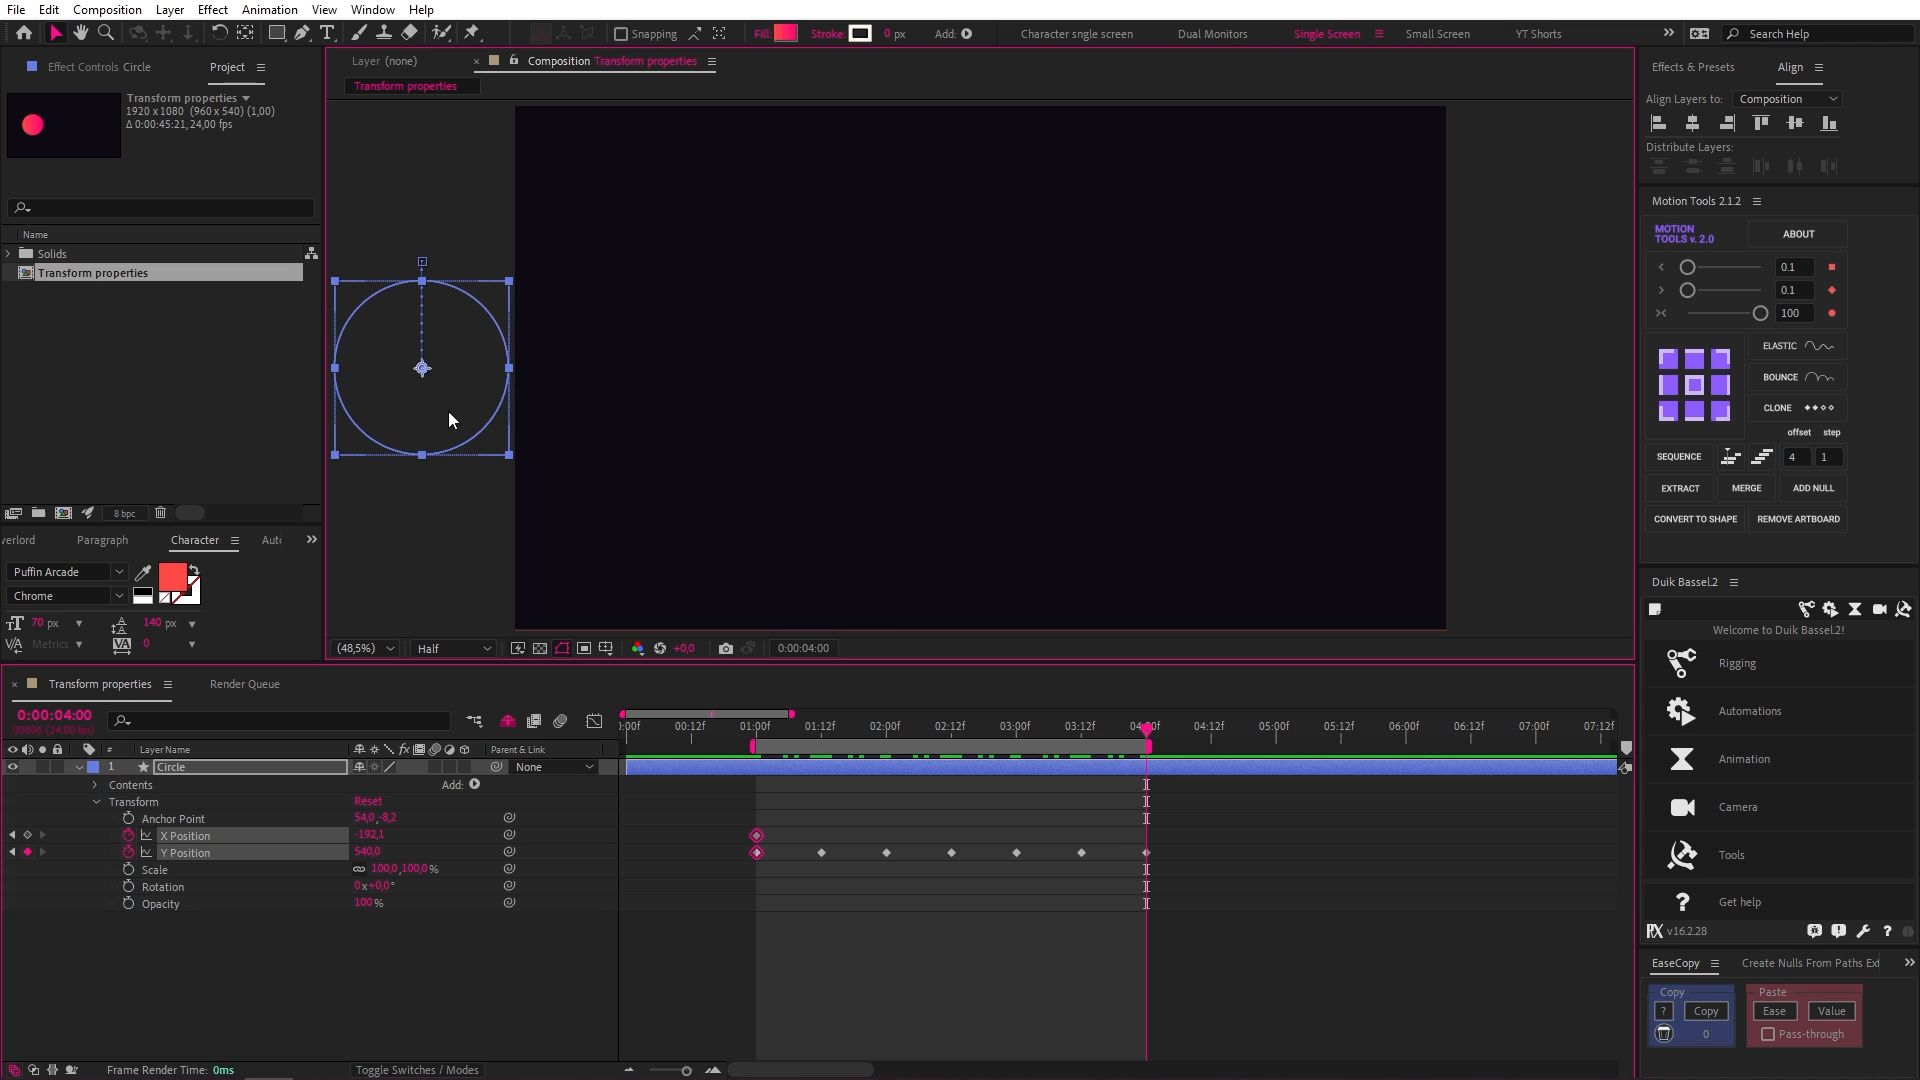 File Edit Composition Layer Effect Animation View Window Help
Snapping Fill: Stroke: 0 px Add: Character sngle screen Dual Monitors Single Screen Small Screen YT Shorts Search Help
Effect Controls Circle Project
Layer (none) × Composition Transform properties
Effects & Presets Align
Transform properties
Transform properties
1920 x 1080 (960 x 540) (1,00)
Δ 0:00:45:21, 24,00 fps
Align Layers to: Composition
Distribute Layers:
Motion Tools 2.1.2
MOTION
TOOLS v. 2.0
ABOUT
Name
Solids
Transform properties
0.1
0.1
100
ELASTIC
BOUNCE
CLONE
offset step
SEQUENCE 4 1
EXTRACT MERGE ADD NULL
CONVERT TO SHAPE REMOVE ARTBOARD
8 bpc
verlord Paragraph Character Aut
Puffin Arcade
Chrome
70 px 140 px
Metrics 0
(48,5%) Half +0,0 0:00:04:00
Duik Bassel.2
Welcome to Duik Bassel.2!
Rigging
Automations
Animation
Camera
Tools
Get help
v16.2.28
× Transform properties Render Queue
0:00:04:00
00096 (24.00 fps)
):00f 00:12f 01:00f 01:12f 02:00f 02:12f 03:00f 03:12f 04:00f 04:12f 05:00f 05:12f 06:00f 06:12f 07:00f 07:12f
# Layer Name Parent & Link
1 Circle None
Contents Add:
Transform Reset
Anchor Point 54,0,-8,2
X Position -192,1
Y Position 540,0
Scale 100,0,100,0%
Rotation 0x+0,0°
Opacity 100%
EaseCopy Create Nulls From Paths Ext
Copy Paste
? Copy Ease Value
0 Pass-through
Frame Render Time: 0ms Toggle Switches / Modes